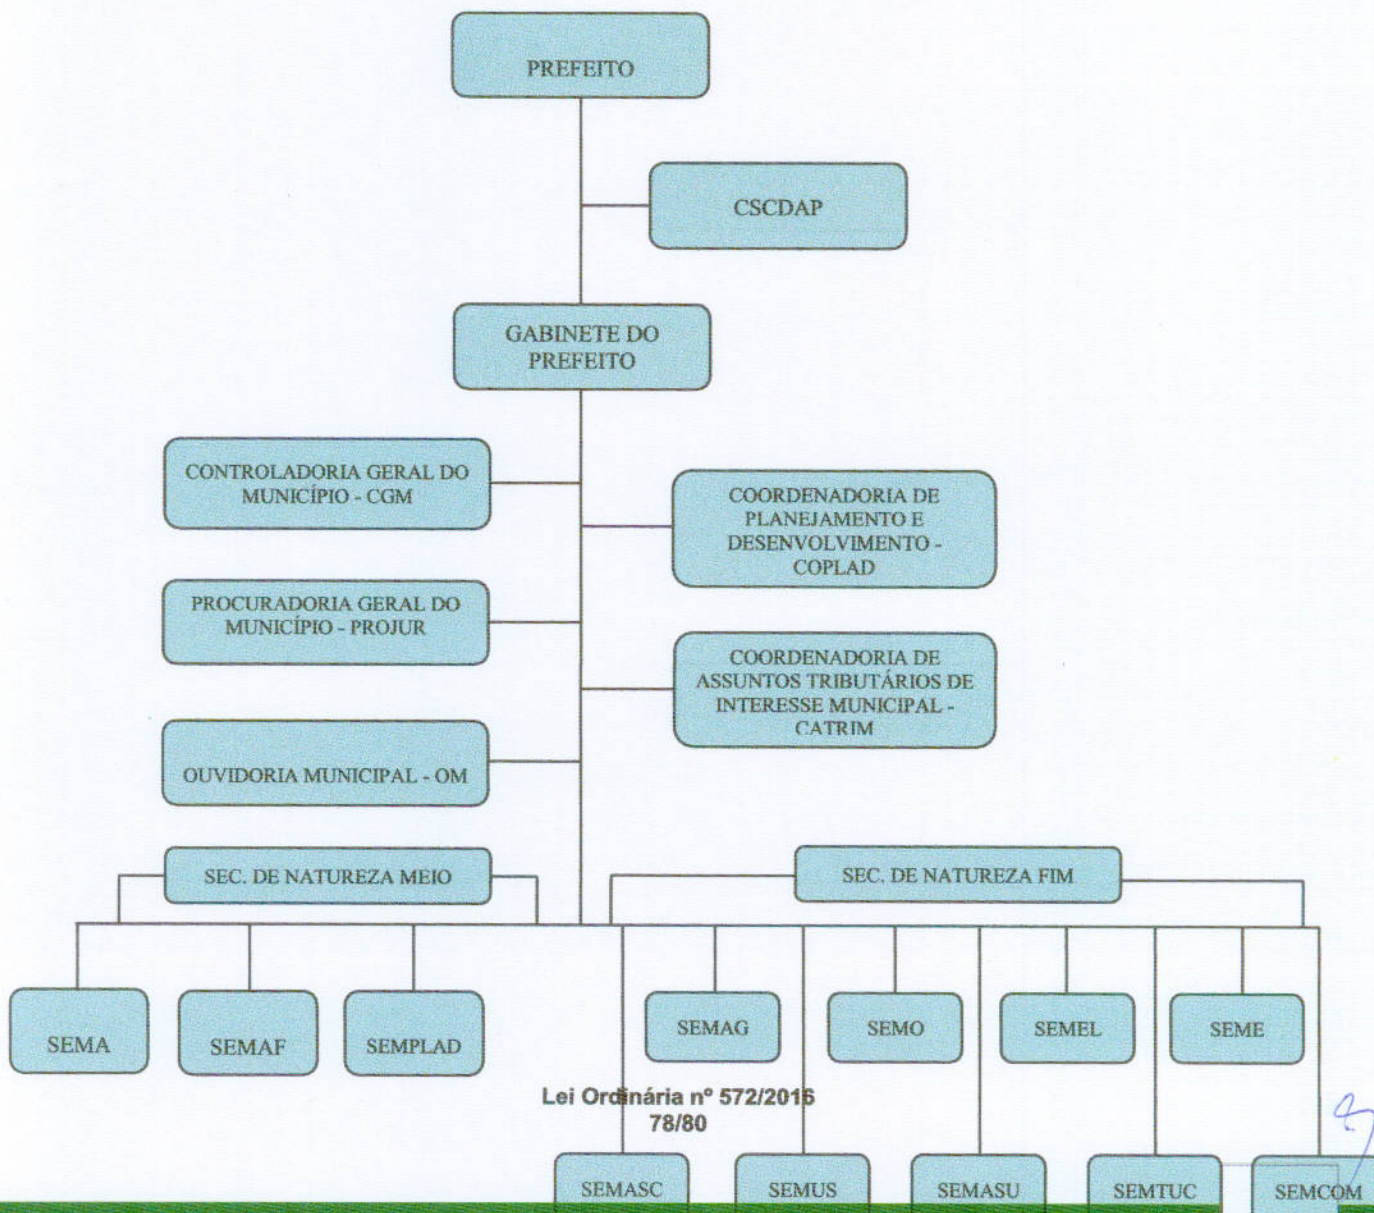 PREFEITO
CSCDAP
GABINETE DO
PREFEITO
CONTROLADORIA GERAL DO
MUNICÍPIO - CGM
COORDENADORIA DE
PLANEJAMENTO E
DESENVOLVIMENTO -
COPLAD
PROCURADORIA GERAL DO
MUNICÍPIO - PROJUR
COORDENADORIA DE
ASSUNTOS TRIBUTÁRIOS DE
INTERESSE MUNICIPAL -
CATRIM
OUVIDORIA MUNICIPAL - OM
SEC. DE NATUREZA MEIO
SEC. DE NATUREZA FIM
SEMA
SEMAF
SEMPLAD
SEMAG
SEMO
SEMEL
SEME
Lei Ordinária nº 572/2016
78/80
SEMASC
SEMUS
SEMASU
SEMTUC
SEMCOM